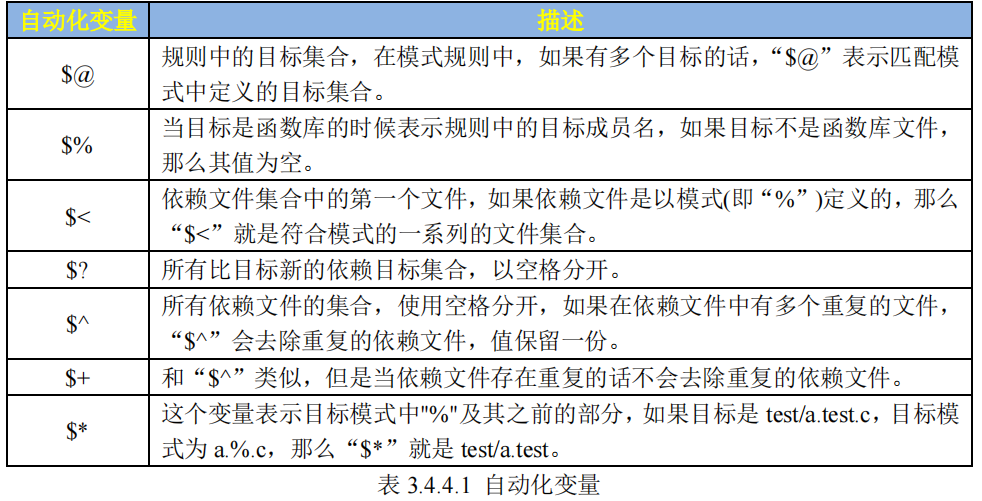 自动化变量 描述
$@ 规则中的目标集合，在模式规则中，如果有多个目标的话，“$@”表示匹配模
式中定义的目标集合。
$% 当目标是函数库的时候表示规则中的目标成员名，如果目标不是函数库文件，
那么其值为空。
$< 依赖文件集合中的第一个文件，如果依赖文件是以模式(即“%”)定义的，那么
“$<”就是符合模式的一系列的文件集合。
$? 所有比目标新的依赖目标集合，以空格分开。
$^ 所有依赖文件的集合，使用空格分开，如果在依赖文件中有多个重复的文件，
“$^”会去除重复的依赖文件，值保留一份。
$+ 和“$^”类似，但是当依赖文件存在重复的话不会去除重复的依赖文件。
$* 这个变量表示目标模式中"%"及其之前的部分，如果目标是 test/a.test.c，目标模
式为 a.%.c，那么“$*”就是 test/a.test。
表 3.4.4.1 自动化变量